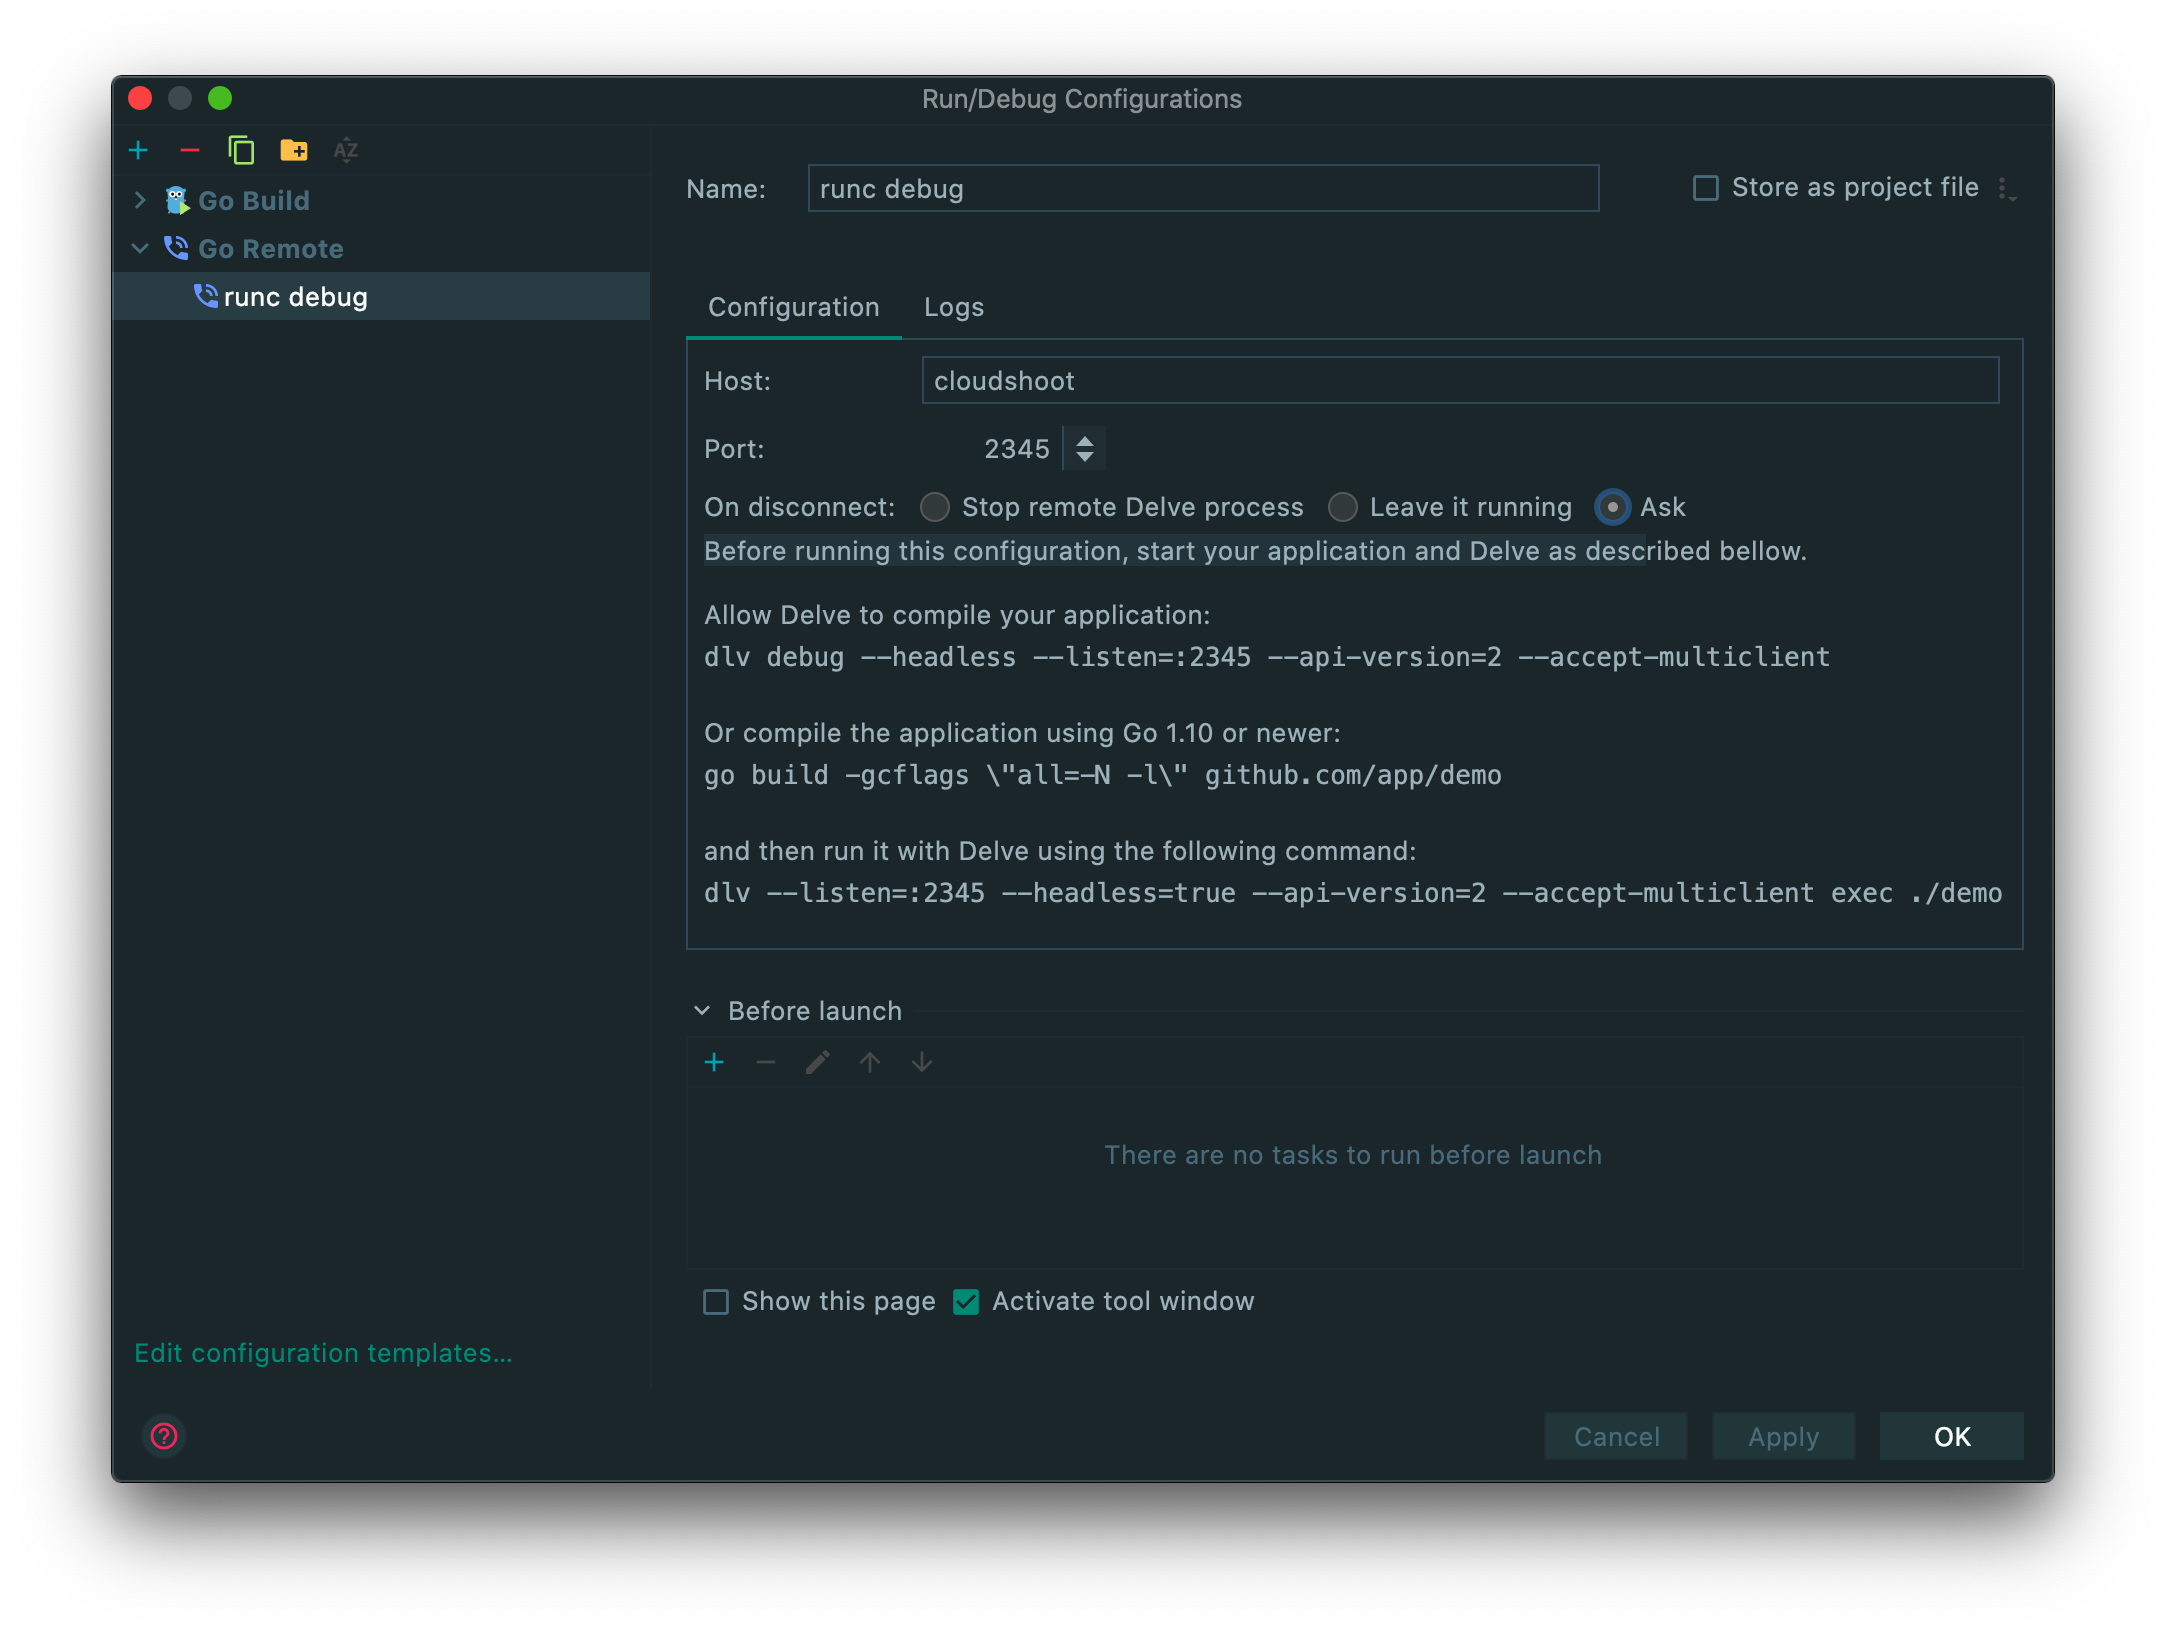 Run/Debug Configurations
AZ
Go Build
Go Remote
runc debug
Edit configuration templates...
Name: runc debug
Store as project file
Configuration Logs
Host: cloudshoot
Port: 2345
On disconnect: Stop remote Delve process Leave it running Ask
Before running this configuration, start your application and Delve as described bellow.
Allow Delve to compile your application:
dlv debug --headless --listen=:2345 --api-version=2 --accept-multiclient
Or compile the application using Go 1.10 or newer:
go build -gcflags \"all=-N -l\" github.com/app/demo
and then run it with Delve using the following command:
dlv --listen=:2345 --headless=true --api-version=2 --accept-multiclient exec ./demo
Before launch
There are no tasks to run before launch
Show this page Activate tool window
? Cancel Apply OK